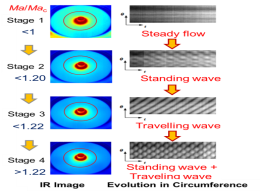 Ma/Mac
Stage 1
<1
Steady flow
Stage 2
<1.20
Standing wave
Stage 3
<1.22
Travelling wave
Stage 4
>1.22
Standing wave +
Traveling wave
IR Image
Evolution in Circumference